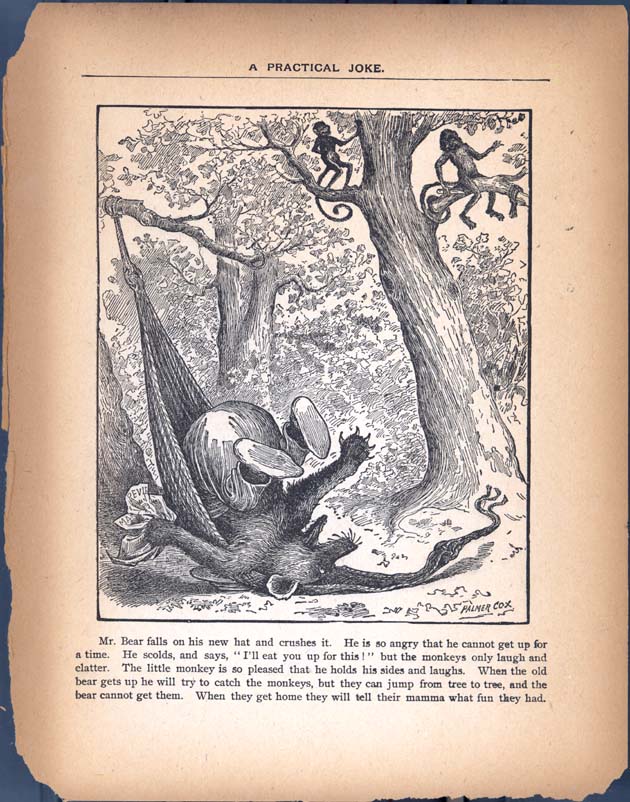 A PRACTICAL JOKE.
PALMER COX
Mr. Bear falls on his new hat and crushes it. He is so angry that he cannot get up for
a time. He scolds, and says, "I'll eat you up for this!" but the monkeys only laugh and
clatter. The little monkey is so pleased that he holds his sides and laughs. When the old
bear gets up he will try to catch the monkeys, but they can jump from tree to tree, and the
bear cannot get them. When they get home they will tell their mamma what fun they had.